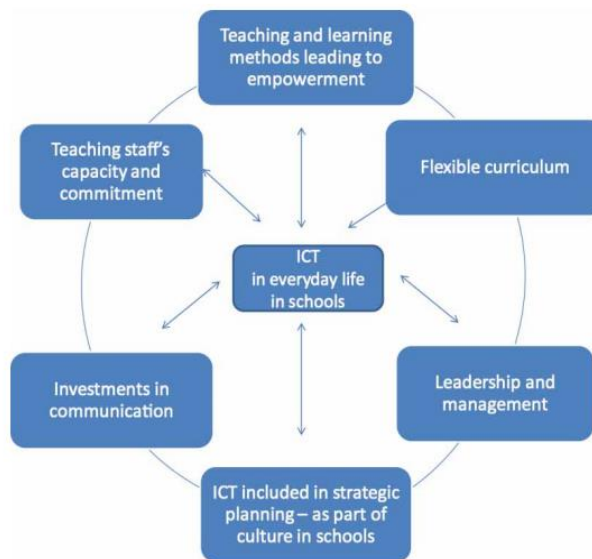 Teaching and learning
methods leading to
empowerment
Teaching staff's
capacity and
commitment
Flexible curriculum
ICT
in everyday life
in schools
Investments in
communication
Leadership and
management
ICT included in strategic
planning – as part of
culture in schools